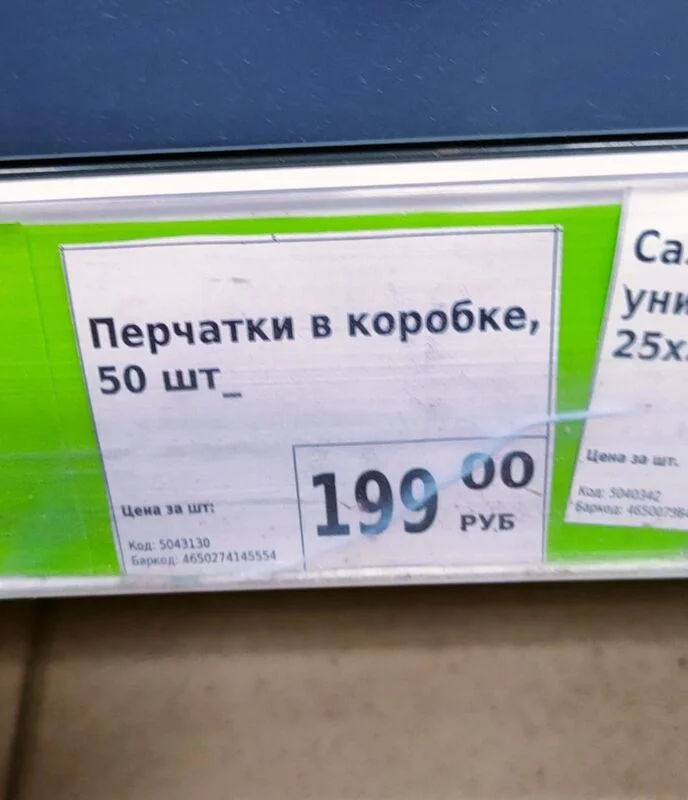 Перчатки в коробке,
50 шт_
Цена за шт:
199 00
РУБ
Код: 5043130
Баркод: 4650274145554
Са
уни
25х
Цена за шт.
Код: 5040342
Баркод: